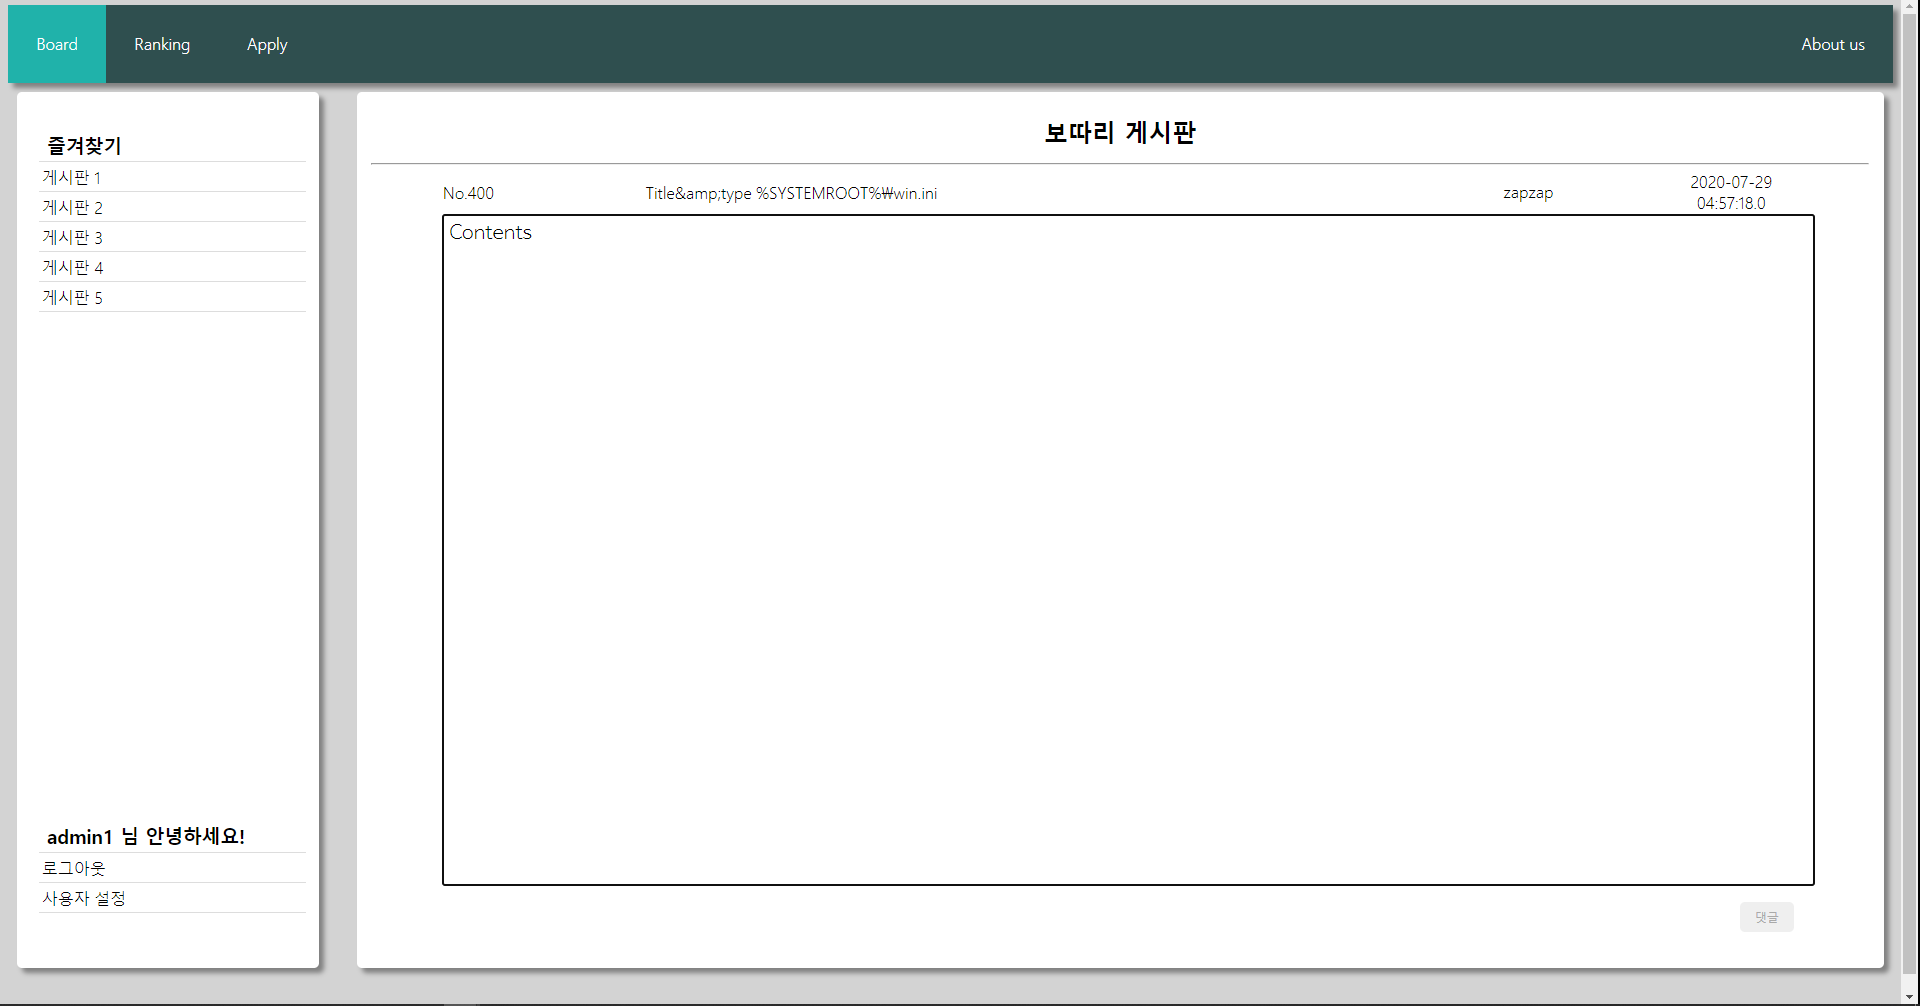 Board Ranking Apply About us
즐겨찾기
게시판 1
게시판 2
게시판 3
게시판 4
게시판 5
admin1 님 안녕하세요!
로그아웃
사용자 설정
보따리 게시판
No.400 Title&amp;amp;type %SYSTEMROOT%₩win.ini zapzap 2020-07-29
04:57:18.0
Contents
댓글